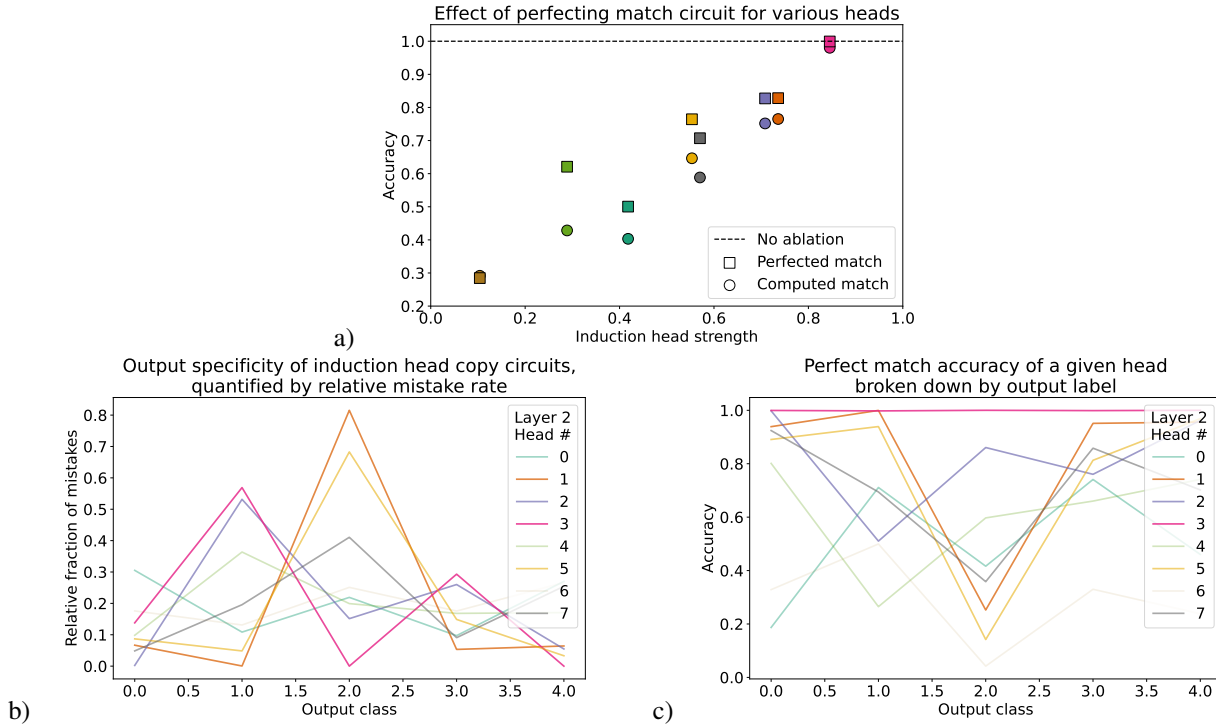 Effect of perfecting match circuit for various heads
1.0
0.9
0.8
0.7
0.6
0.5
0.4
0.3
0.2
Accuracy
No ablation
Perfected match
Computed match
0.0 0.2 0.4 0.6 0.8 1.0
Induction head strength
a)
Output specificity of induction head copy circuits,
quantified by relative mistake rate
0.8
0.7
0.6
0.5
0.4
0.3
0.2
0.1
0.0
Relative fraction of mistakes
Layer 2
Head #
0
1
2
3
4
5
6
7
0.0 0.5 1.0 1.5 2.0 2.5 3.0 3.5 4.0
Output class
b)
Perfect match accuracy of a given head
broken down by output label
1.0
0.8
0.6
0.4
0.2
0.0
Accuracy
Layer 2
Head #
0
1
2
3
4
5
6
7
0.0 0.5 1.0 1.5 2.0 2.5 3.0 3.5 4.0
Output class
c)